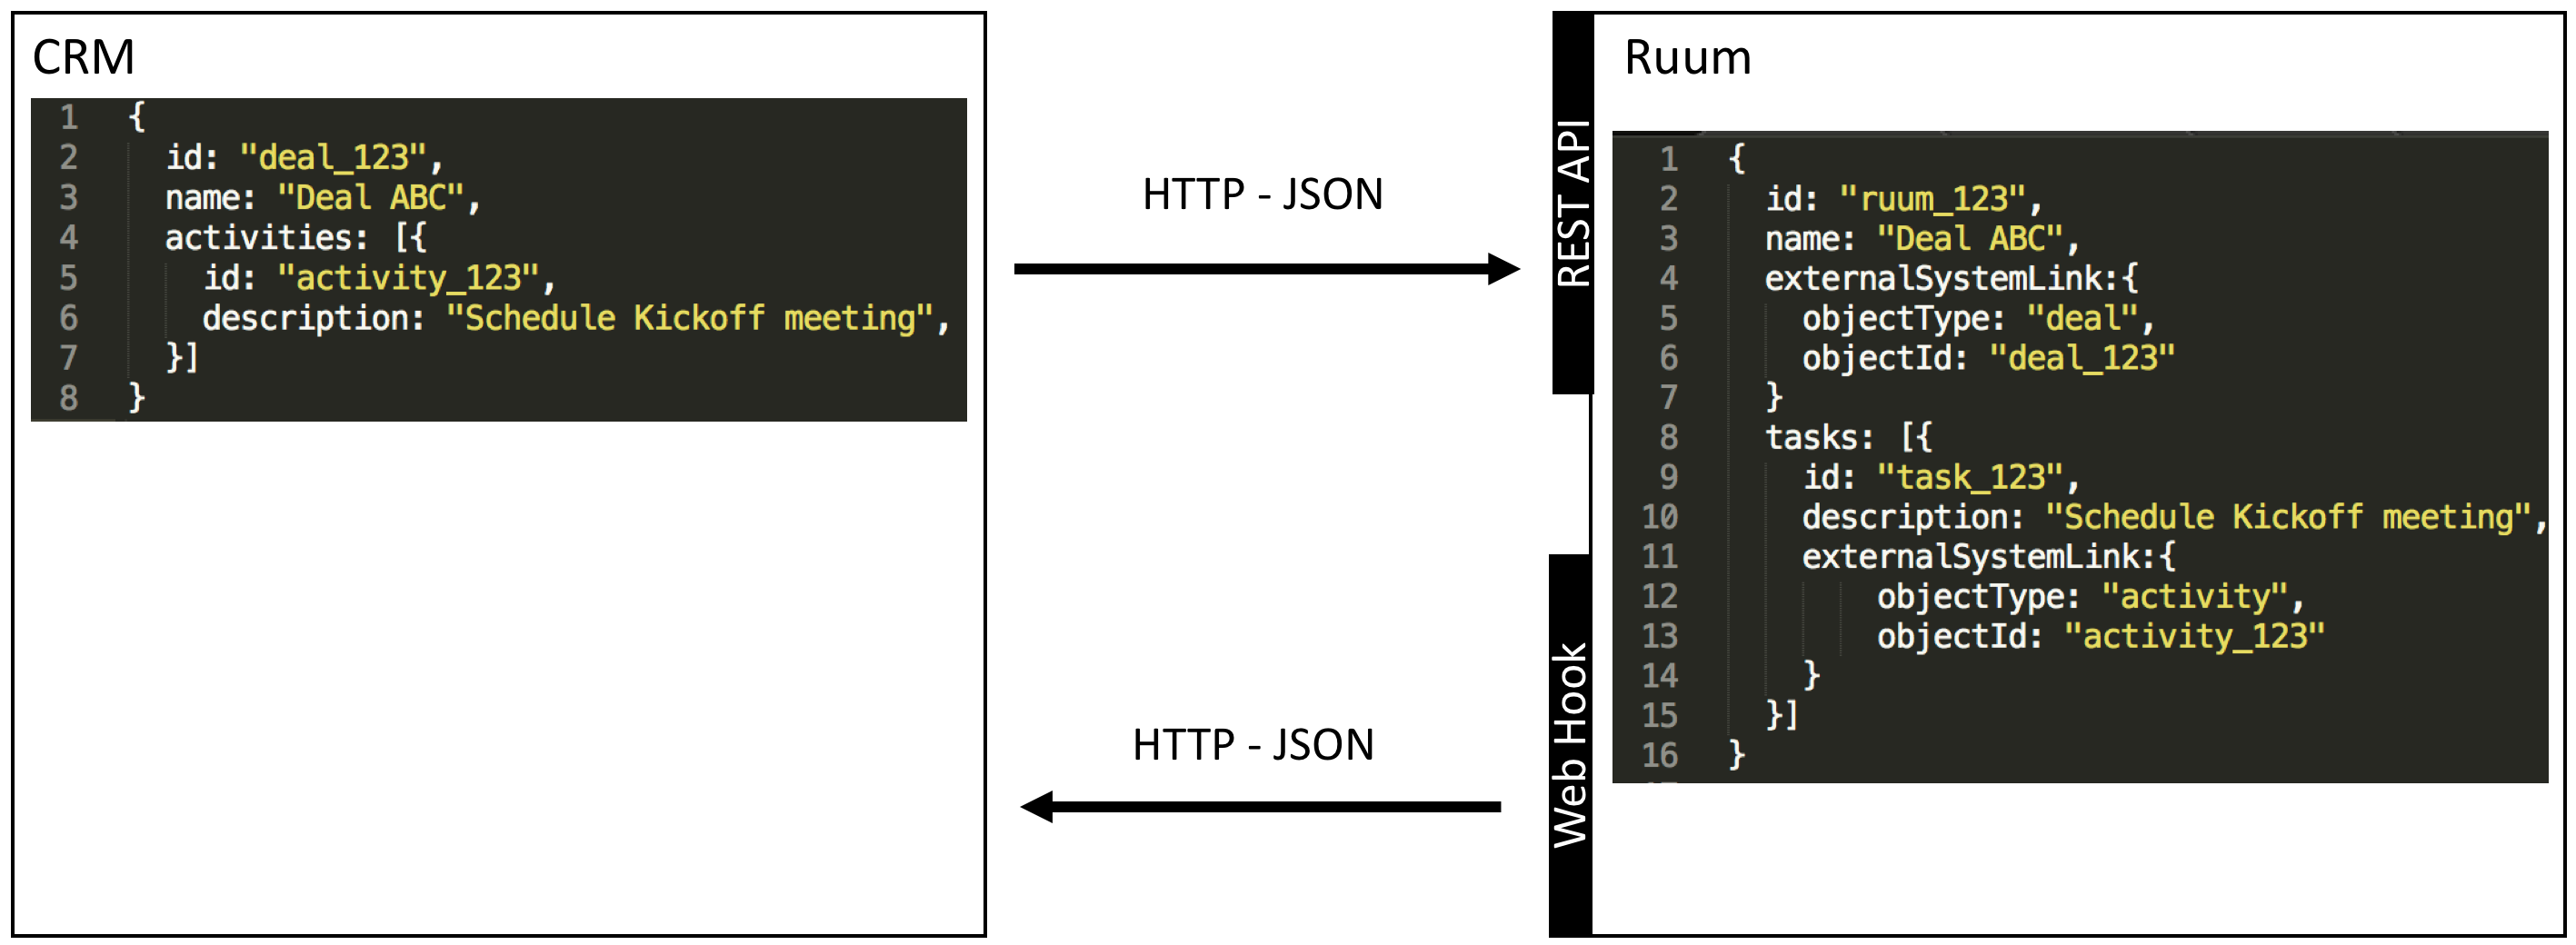 CRM
1 {
2 id: "deal_123",
3 name: "Deal ABC",
4 activities: [{
5 id: "activity_123",
6 description: "Schedule Kickoff meeting",
7 }]
8 }
HTTP - JSON
HTTP - JSON
REST API
Web Hook
Ruum
1 {
2 id: "ruum_123",
3 name: "Deal ABC",
4 externalSystemLink:{
5 objectType: "deal",
6 objectId: "deal_123"
7 }
8 tasks: [{
9 id: "task_123",
10 description: "Schedule Kickoff meeting",
11 externalSystemLink:{
12 objectType: "activity",
13 objectId: "activity_123"
14 }
15 }]
16 }